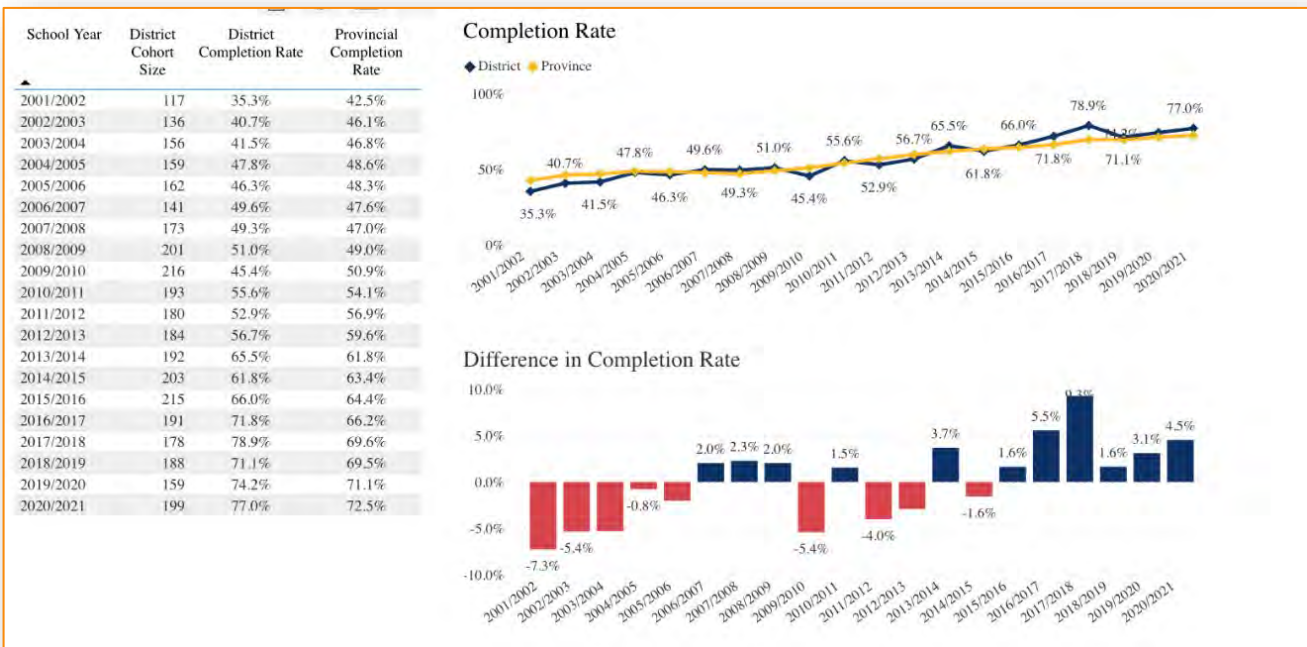 School Year District Cohort Size District Completion Rate Provincial Completion Rate
2001/2002 117 35.3% 42.5%
2002/2003 136 40.7% 46.1%
2003/2004 156 41.5% 46.8%
2004/2005 159 47.8% 48.6%
2005/2006 162 46.3% 48.3%
2006/2007 141 49.6% 47.6%
2007/2008 173 49.3% 47.0%
2008/2009 201 51.0% 49.0%
2009/2010 216 45.4% 50.9%
2010/2011 193 55.6% 54.1%
2011/2012 180 52.9% 56.9%
2012/2013 184 56.7% 59.6%
2013/2014 192 65.5% 61.8%
2014/2015 203 61.8% 63.4%
2015/2016 215 66.0% 64.4%
2016/2017 191 71.8% 66.2%
2017/2018 178 78.9% 69.6%
2018/2019 188 71.1% 69.5%
2019/2020 159 74.2% 71.1%
2020/2021 199 77.0% 72.5%
Completion Rate
District Province
100%
50%
0%
35.3% 40.7% 41.5% 47.8% 46.3% 49.6% 49.3% 51.0% 45.4% 55.6% 52.9% 56.7% 65.5% 61.8% 66.0% 71.8% 78.9% 71.1% 77.0%
2001/2002 2002/2003 2003/2004 2004/2005 2005/2006 2006/2007 2007/2008 2008/2009 2009/2010 2010/2011 2011/2012 2012/2013 2013/2014 2014/2015 2015/2016 2016/2017 2017/2018 2018/2019 2019/2020 2020/2021
Difference in Completion Rate
10.0%
5.0%
0.0%
-5.0%
-10.0%
-7.3% -5.4% -0.8% 2.0% 2.3% 2.0% -5.4% 1.5% -4.0% 3.7% -1.6% 1.6% 5.5% 9.3% 1.6% 3.1% 4.5%
2001/2002 2002/2003 2003/2004 2004/2005 2005/2006 2006/2007 2007/2008 2008/2009 2009/2010 2010/2011 2011/2012 2012/2013 2013/2014 2014/2015 2015/2016 2016/2017 2017/2018 2018/2019 2019/2020 2020/2021